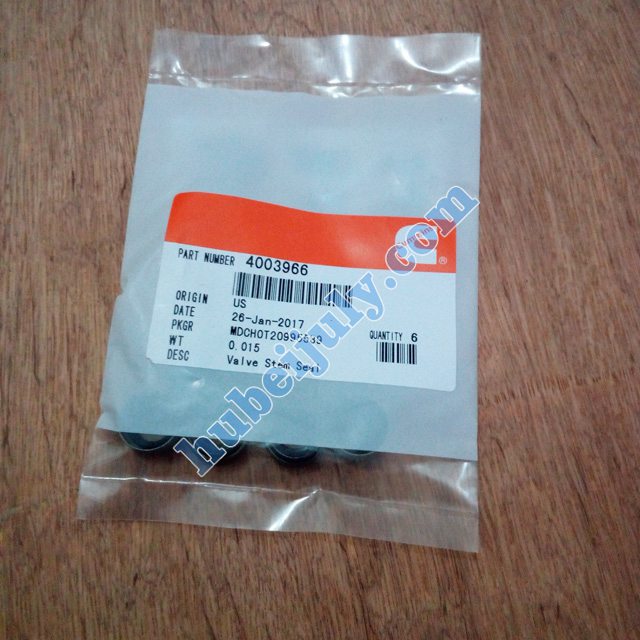 PART NUMBER 4003966
ORIGIN US
DATE 26-Jan-2017
PKGR
WT 0.015
DESC Valve Stem Seal
QUANTITY 6
®
hubeijuly.com